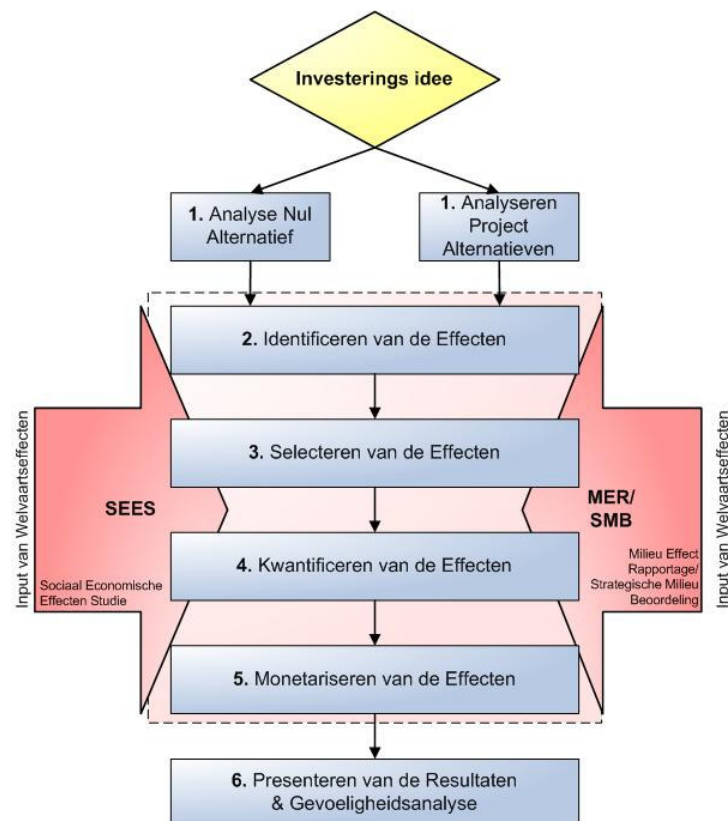 Investerings idee
1. Analyse Nul
Alternatief
1. Analyseren
Project
Alternatieven
2. Identificeren van de Effecten
3. Selecteren van de Effecten
Input van Welvaartseffecten
SEES
Sociaal Economische
Effecten Studie
MER/
SMB
Milieu Effect
Rapportage/
Strategische Milieu
Beoordeling
Input van Welvaartseffecten
4. Kwantificeren van de Effecten
5. Monetariseren van de Effecten
6. Presenteren van de Resultaten
& Gevoeligheidsanalyse